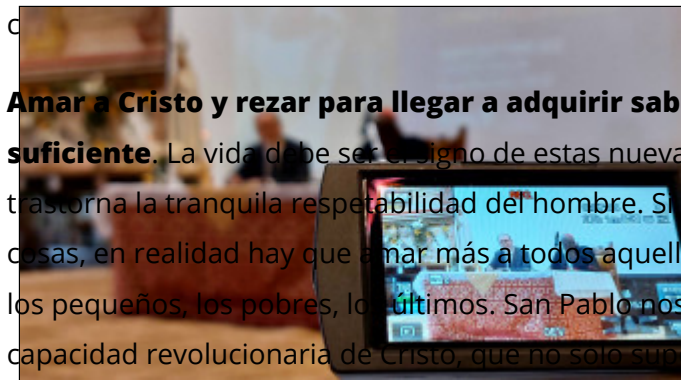 c
Amar a Cristo y rezar para llegar a adquirir sab
suficiente. La vida debe ser el signo de estas nueva
trastorna la tranquila respetabilidad del hombre. Si
cosas, en realidad hay que amar más a todos aquell
los pequeños, los pobres, los últimos. San Pablo nos
capacidad revolucionaria de Cristo, que no solo sup